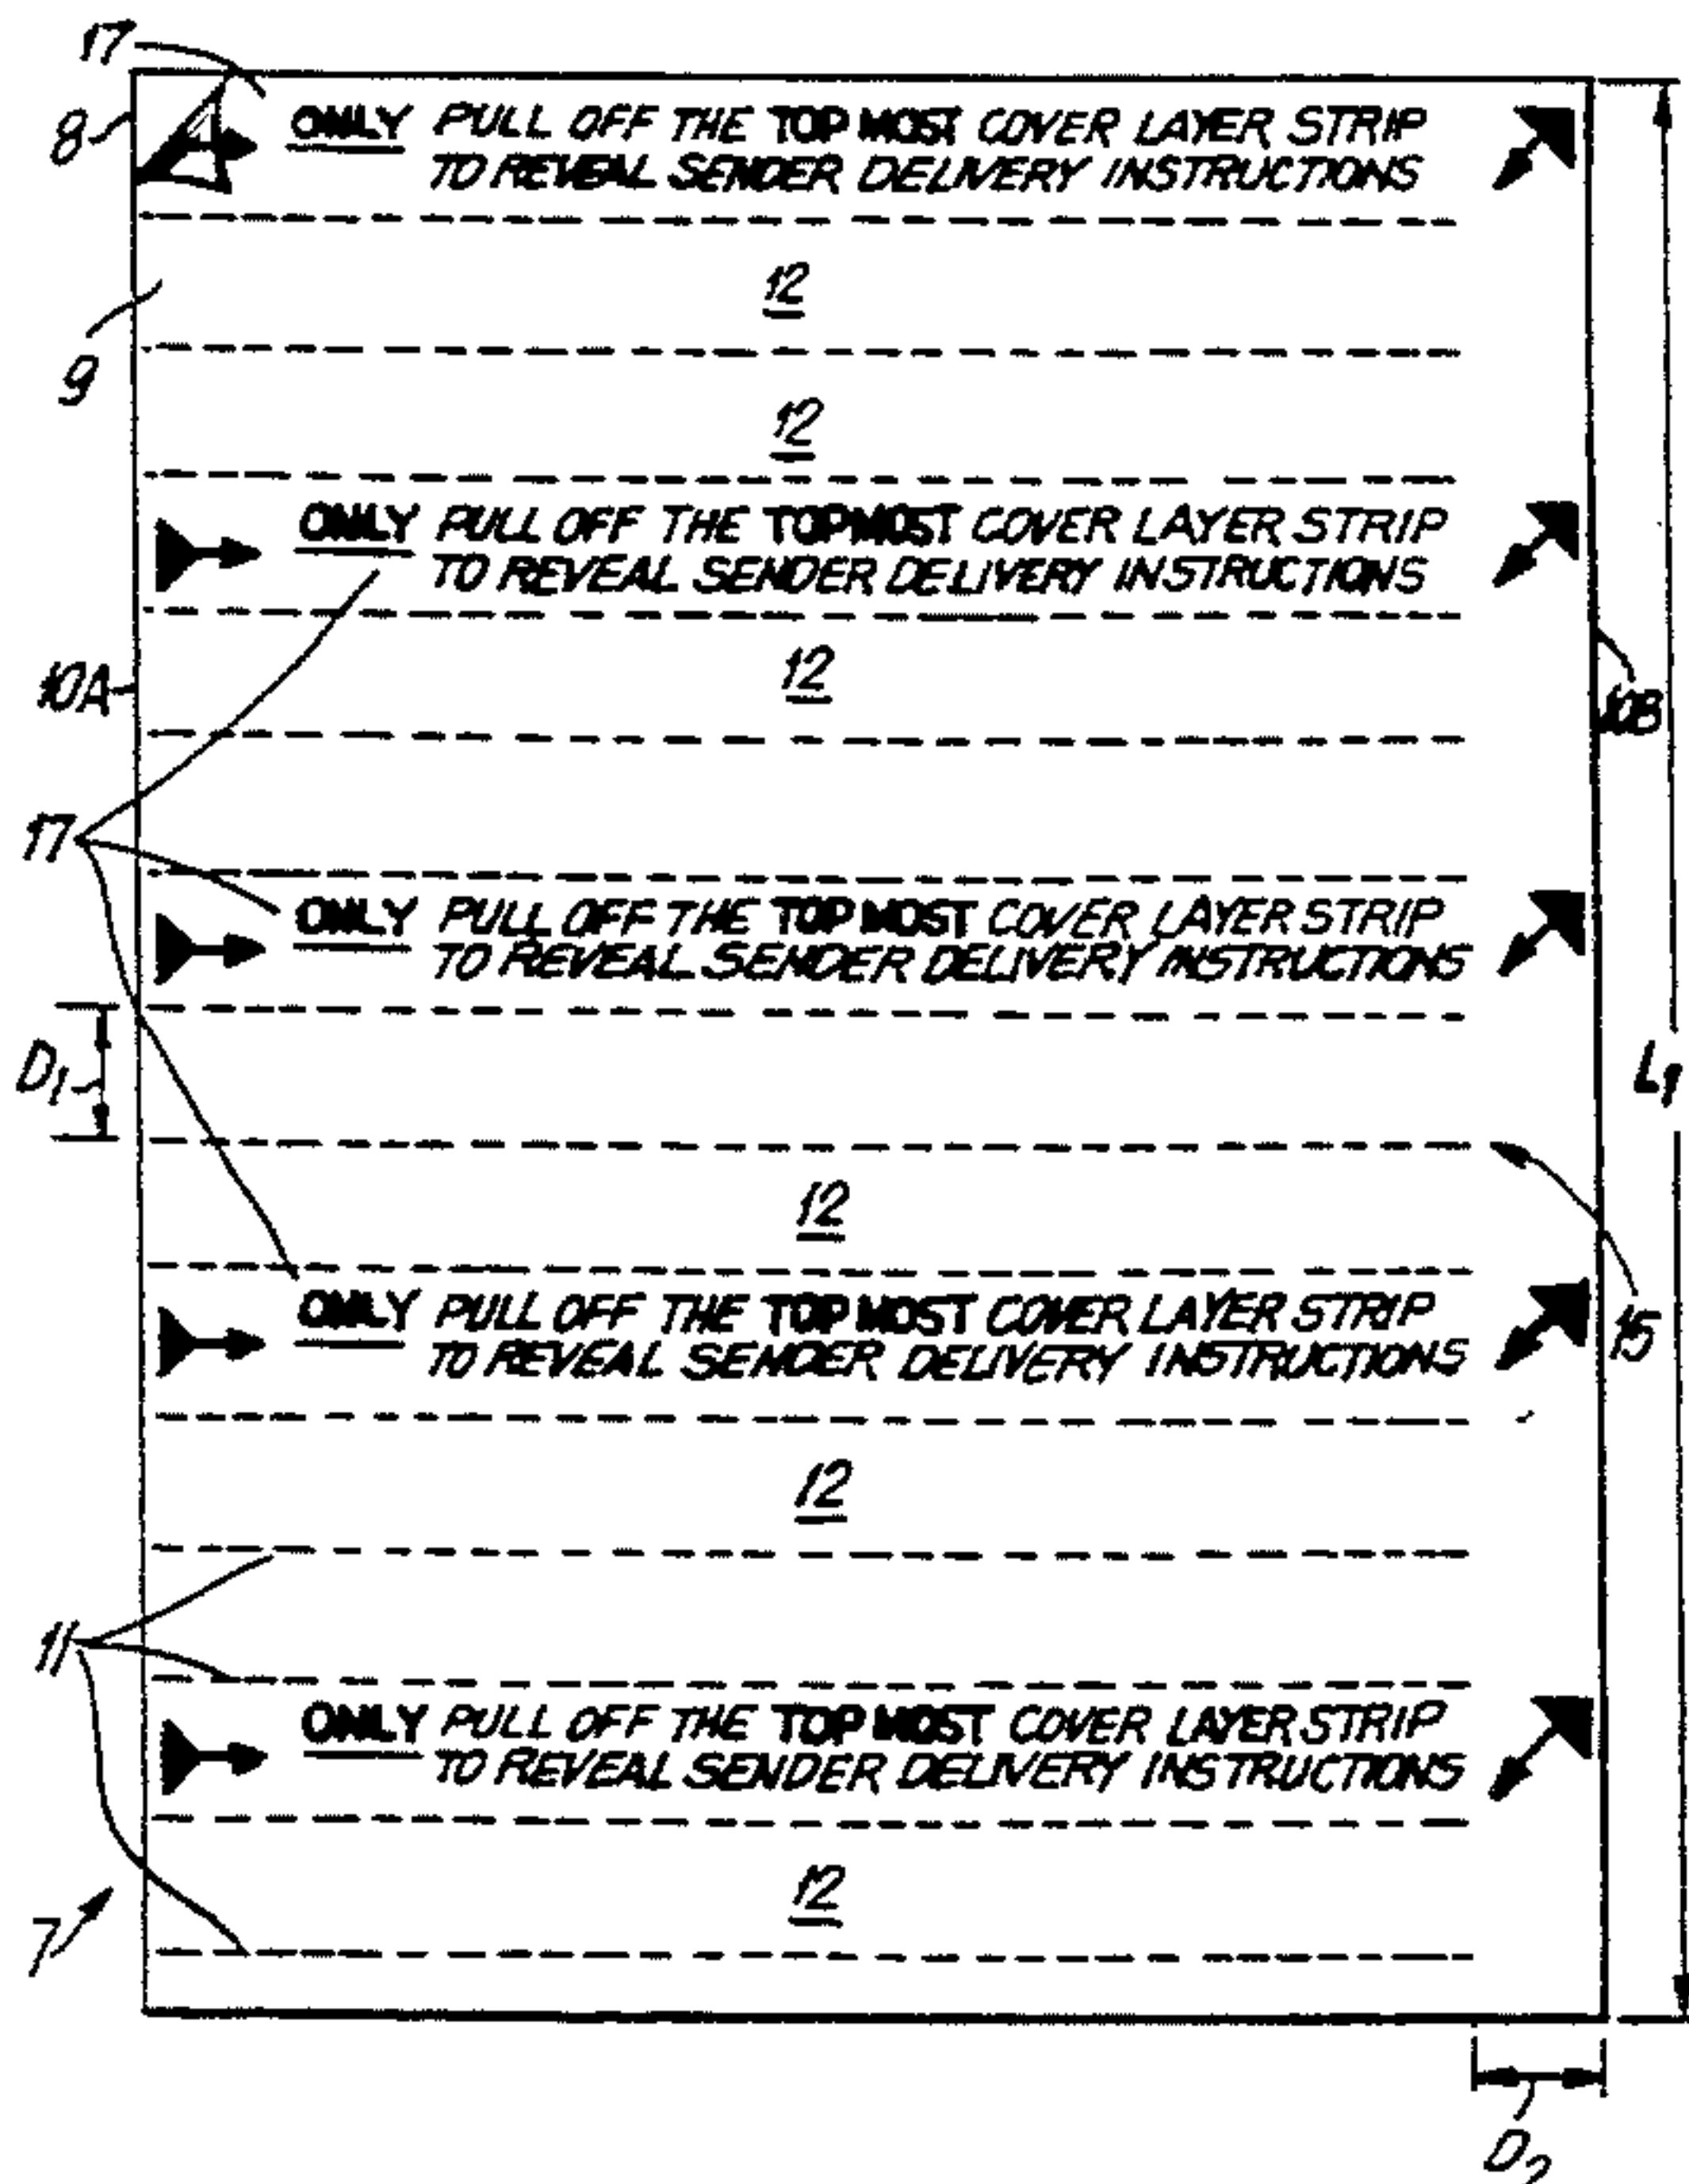 17
8
ONLY PULL OFF THE TOP MOST COVER LAYER STRIP
TO REVEAL SENDER DELIVERY INSTRUCTIONS
12
9
12
ONLY PULL OFF THE TOPMOST COVER LAYER STRIP
TO REVEAL SENDER DELIVERY INSTRUCTIONS
12
10A
10B
17
ONLY PULL OFF THE TOP MOST COVER LAYER STRIP
TO REVEAL SENDER DELIVERY INSTRUCTIONS
D1
L1
12
ONLY PULL OFF THE TOP MOST COVER LAYER STRIP
TO REVEAL SENDER DELIVERY INSTRUCTIONS
15
12
11
ONLY PULL OFF THE TOP MOST COVER LAYER STRIP
TO REVEAL SENDER DELIVERY INSTRUCTIONS
12
7
D2